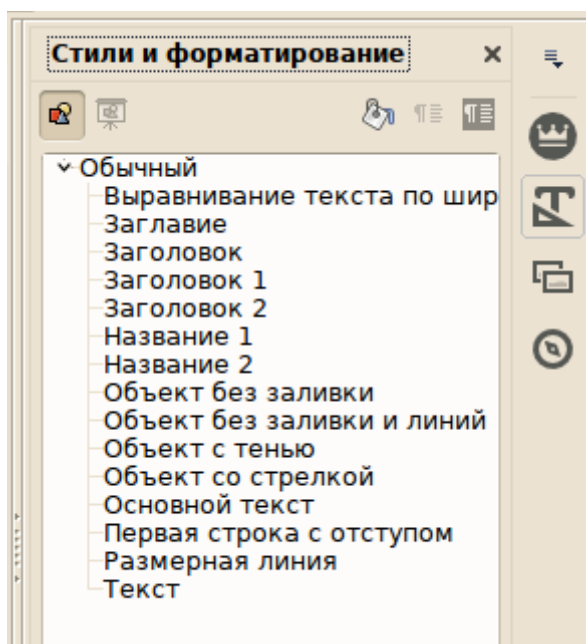 Стили и форматирование
Обычный
Выравнивание текста по шир
Заглавие
Заголовок
Заголовок 1
Заголовок 2
Название 1
Название 2
Объект без заливки
Объект без заливки и линий
Объект с тенью
Объект со стрелкой
Основной текст
Первая строка с отступом
Размерная линия
Текст